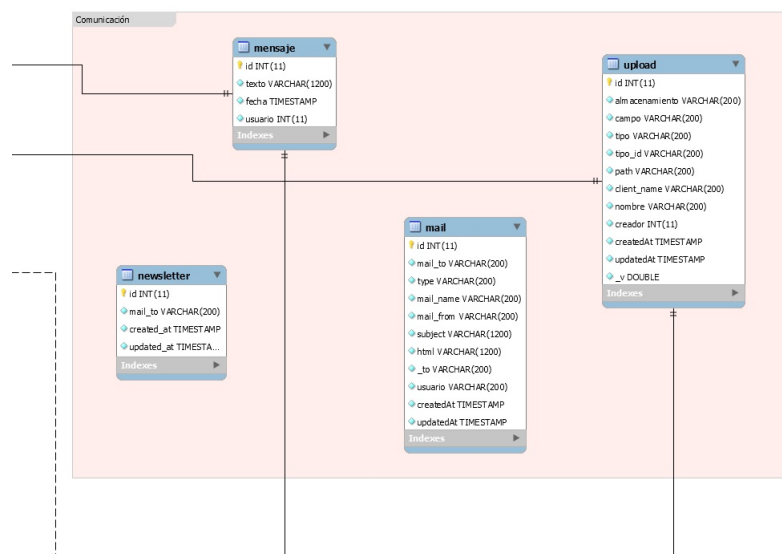 Comunicación
mensaje
id INT(11)
texto VARCHAR(1200)
fecha TIMESTAMP
usuario INT(11)
Indexes
upload
id INT(11)
almacenamiento VARCHAR(200)
campo VARCHAR(200)
tipo VARCHAR(200)
tipo_id VARCHAR(200)
path VARCHAR(200)
client_name VARCHAR(200)
nombre VARCHAR(200)
creador INT(11)
createdAt TIMESTAMP
updatedAt TIMESTAMP
_v DOUBLE
Indexes
mail
id INT(11)
mail_to VARCHAR(200)
type VARCHAR(200)
mail_name VARCHAR(200)
mail_from VARCHAR(200)
subject VARCHAR(1200)
html VARCHAR(1200)
_to VARCHAR(200)
usuario VARCHAR(200)
createdAt TIMESTAMP
updatedAt TIMESTAMP
Indexes
newsletter
id INT(11)
mail_to VARCHAR(200)
created_at TIMESTAMP
updated_at TIMESTA...
Indexes